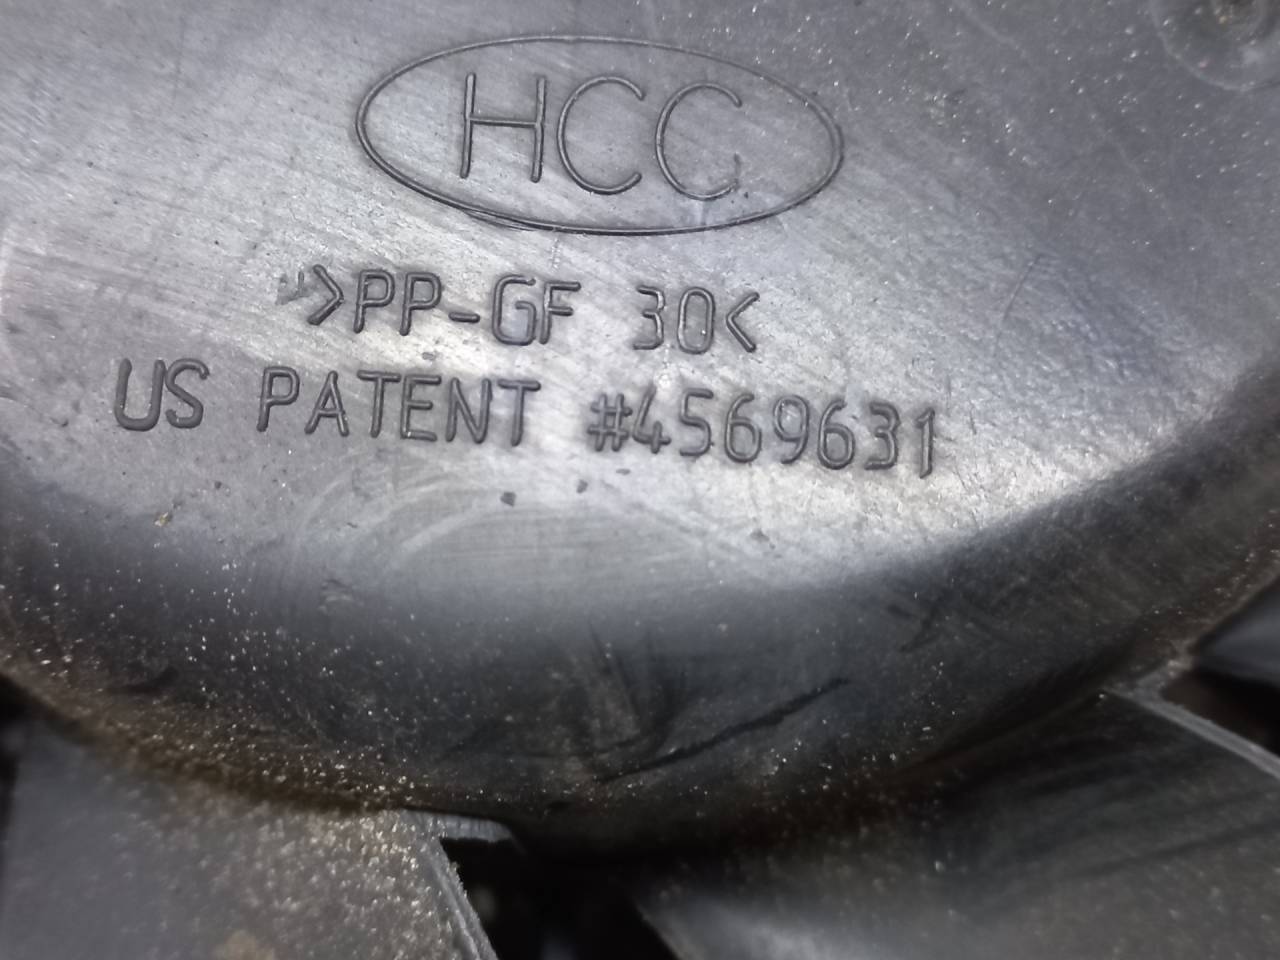 HCC
>PP-GF 30<
US PATENT #4569631